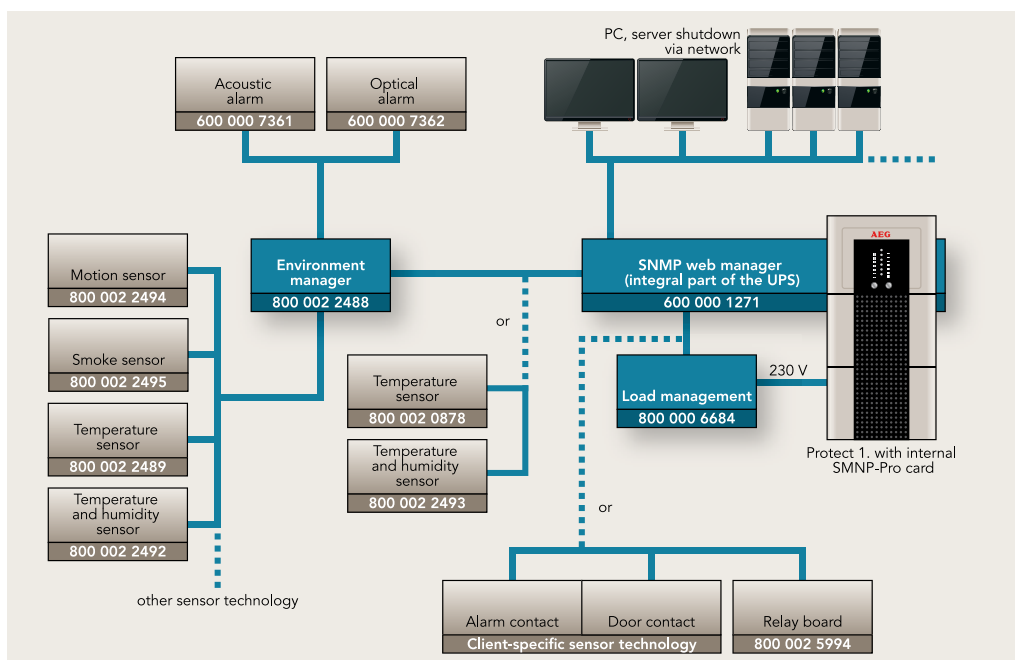 PC, server shutdown
via network
Acoustic
alarm
600 000 7361
Optical
alarm
600 000 7362
AEG
Motion sensor
800 002 2494
Environment
manager
800 002 2488
SNMP web manager
(integral part of the UPS)
600 000 1271
or
Smoke sensor
800 002 2495
Temperature
sensor
800 002 0878
Load management
800 000 6684
230 V
Temperature
sensor
800 002 2489
Temperature
and humidity
sensor
800 002 2493
Protect 1. with internal
SMNP-Pro card
Temperature
and humidity
sensor
800 002 2492
or
other sensor technology
Alarm contact
Door contact
Client-specific sensor technology
Relay board
800 002 5994